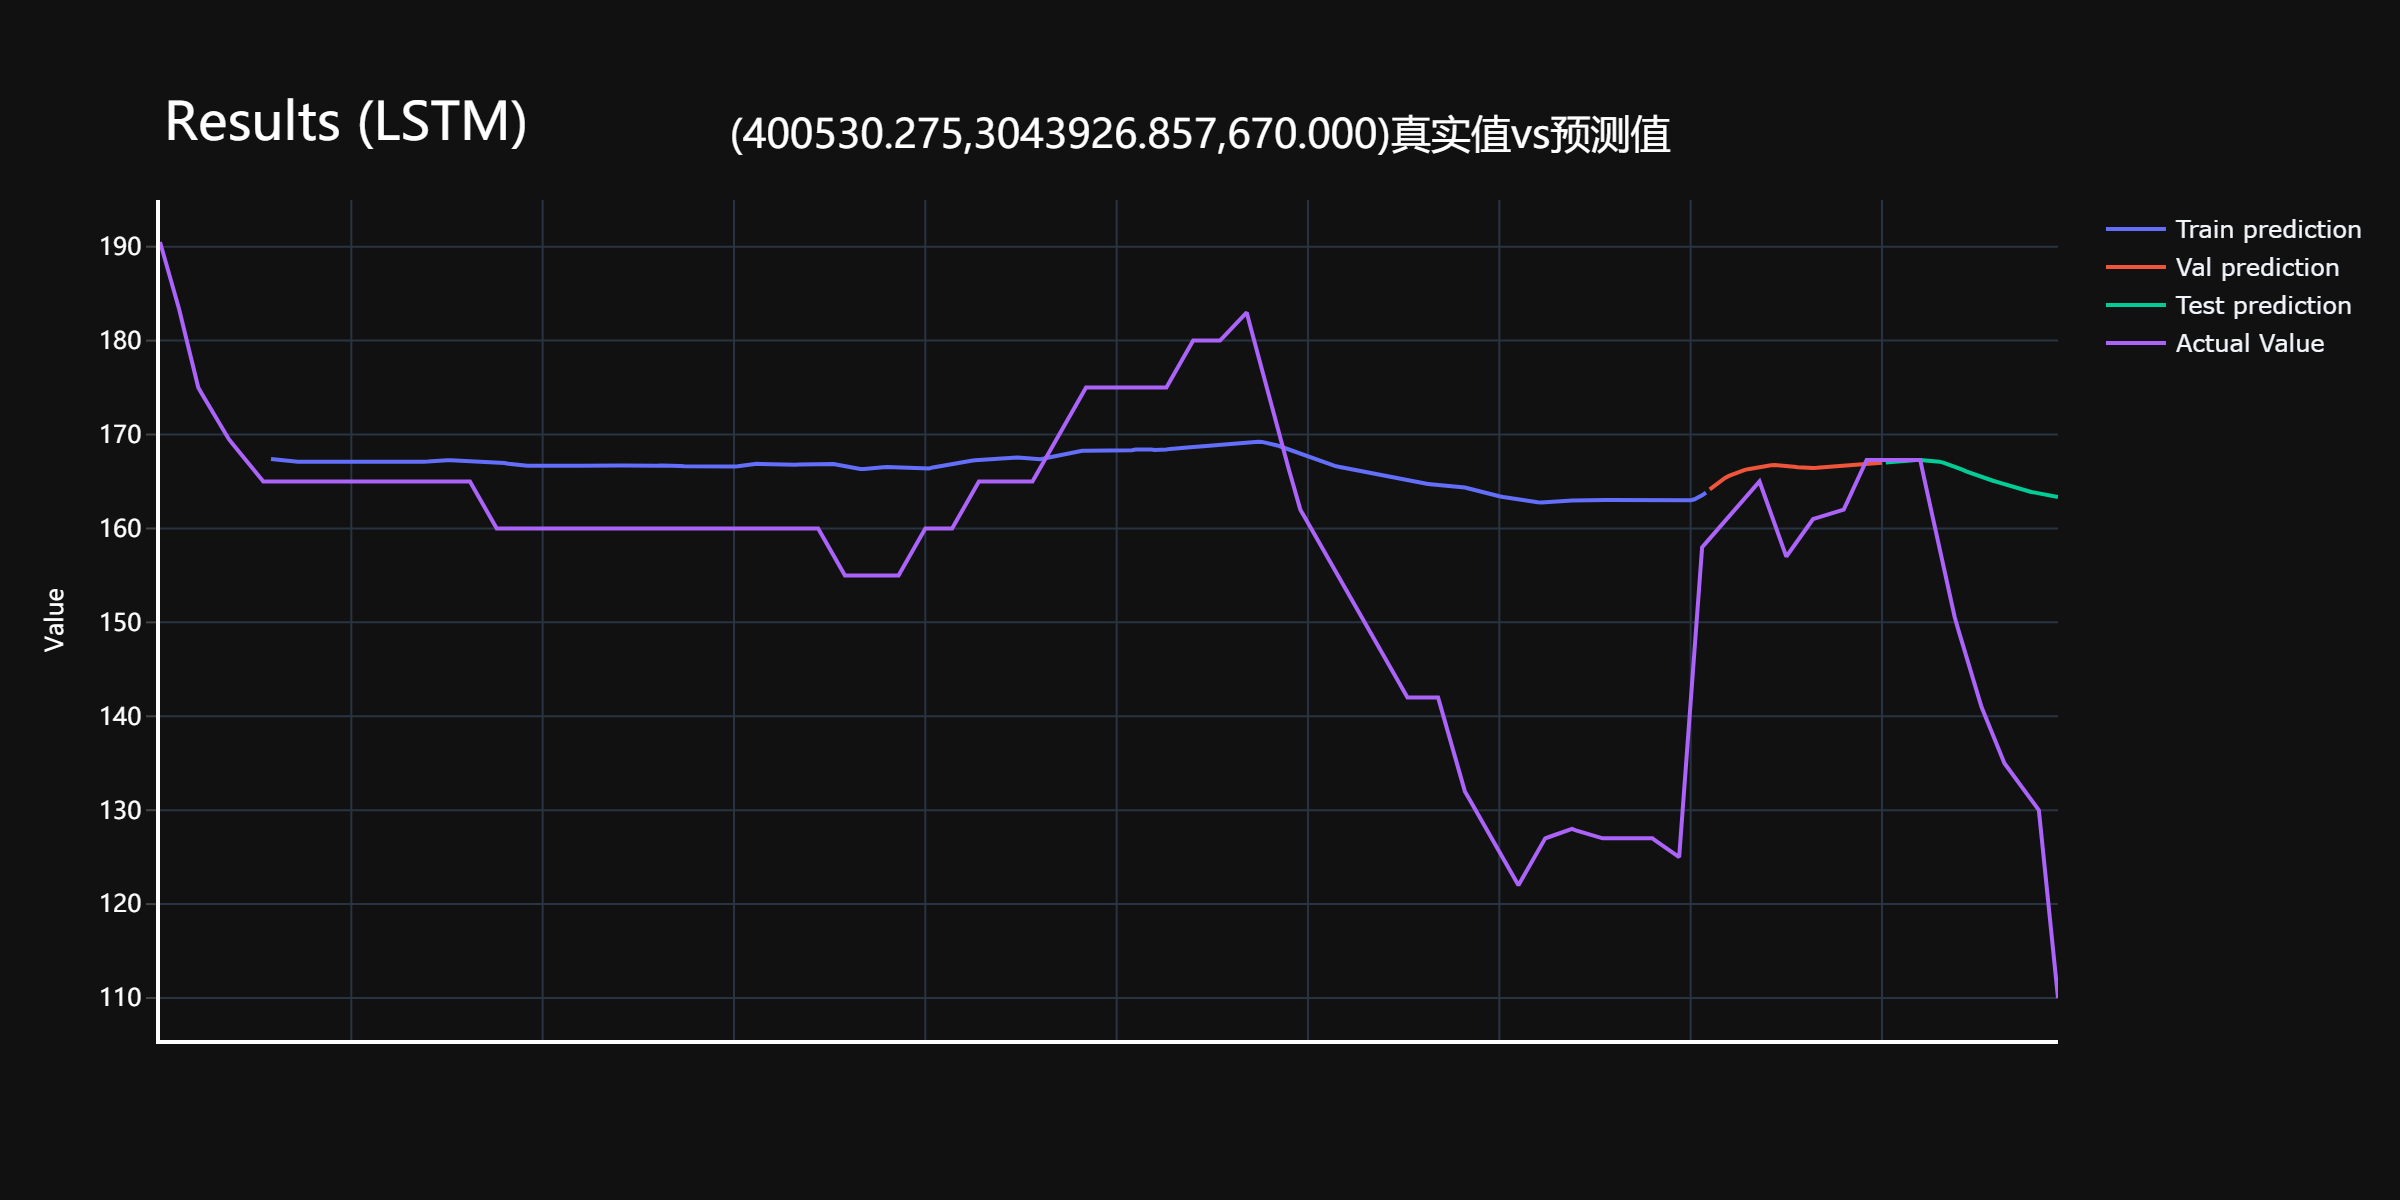 Results (LSTM)
(400530.275,3043926.857,670.000)真实值vs预测值
Train prediction
Val prediction
Test prediction
Actual Value
190
180
170
160
150
140
130
120
110
Value